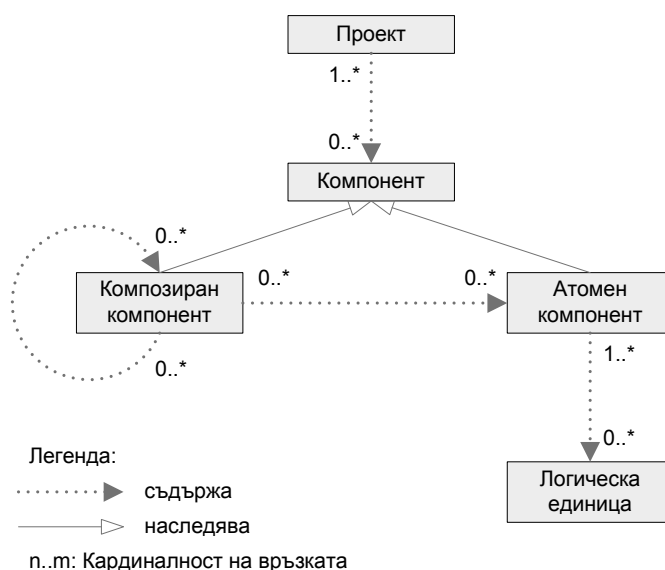 Проект
1..*
0..*
Компонент
0..*
Композиран
компонент
0..*
0..*
Атомен
компонент
0..*
1..*
0..*
Логическа
единица
Легенда:
съдържа
наследява
n..m: Кардиналност на връзката